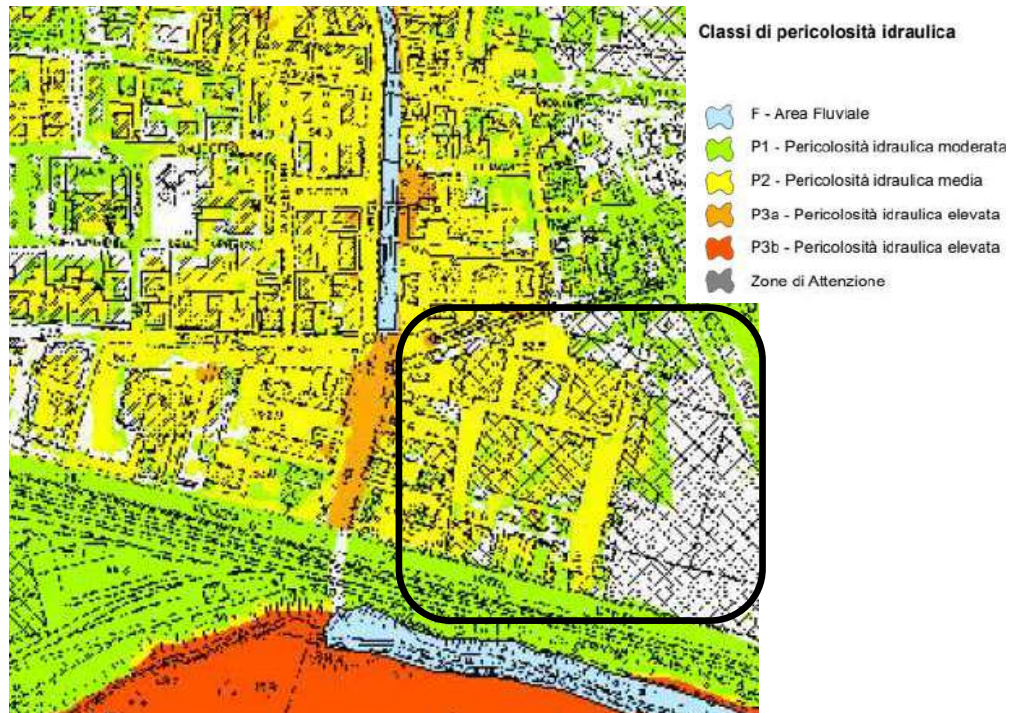 Classi di pericolosità idraulica
F - Area Fluviale
P1 - Pericolosità idraulica moderata
P2 - Pericolosità idraulica media
P3a - Pericolosità idraulica elevata
P3b - Pericolosità idraulica elevata
Zone di Attenzione